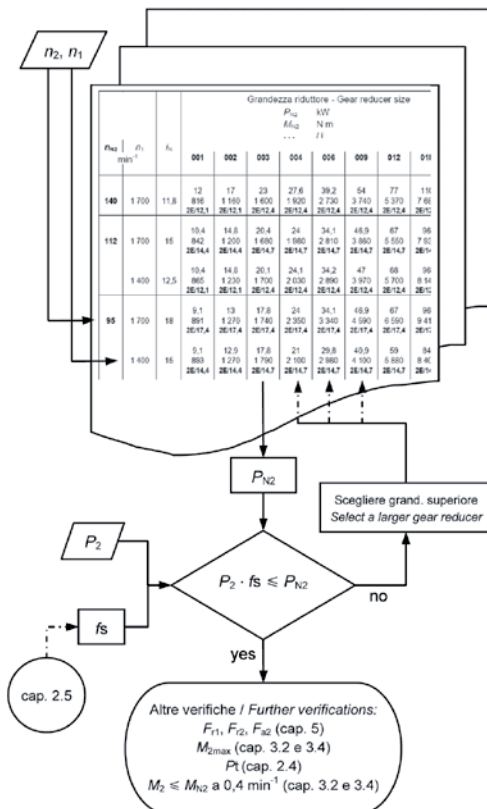 n2, n1
Grandezza riduttore - Gear reducer size
PN2 kW
MN2 N m
... / i
nN2 n1 iN
min-1
001 002 003 004 006 009 012
12 17 23 27,6 39,2 54 77
140 1 700 11,8 816 1 160 1 600 1 920 2 730 3 740 5 370
2E/12,1 2E/12,1 2E/12,4 2E/12,4 2E/12,4 2E/12,4 2E/12,4
10,4 14,8 20,4 24 34,1 46,9 67 96
112 1 700 15 842 1 200 1 680 1 980 2 810 3 860 5 550
2E/14,4 2E/14,4 2E/14,7 2E/14,7 2E/14,7 2E/14,7 2E/14,7
10,4 14,8 20,1 24,1 34,2 47 68 96
1 400 12,5 865 1 230 1 700 2 030 2 890 3 970 5 700
2E/12,1 2E/12,1 2E/12,4 2E/12,4 2E/12,4 2E/12,4 2E/12,4
9,1 13 17,8 24 34,1 46,9 67 96
95 1 700 18 891 1 270 1 740 2 350 3 340 4 590 6 590
2E/17,4 2E/17,4 2E/17,4 2E/17,4 2E/17,4 2E/17,4 2E/17,4
9,1 12,9 17,8 21 29,8 40,9 59 84
1 400 15 893 1 270 1 790 2 100 2 980 4 100 5 880
2E/14,4 2E/14,4 2E/14,7 2E/14,7 2E/14,7 2E/14,7 2E/14,7
PN2
Scegliere grand. superiore
Select a larger gear reducer
P2
P2 · fs ≤ PN2
no
fs
yes
cap. 2.5
Altre verifiche / Further verifications:
Fr1, Fr2, Fa2 (cap. 5)
M2max (cap. 3.2 e 3.4)
Pt (cap. 2.4)
M2 ≤ MN2 a 0,4 min-1 (cap. 3.2 e 3.4)